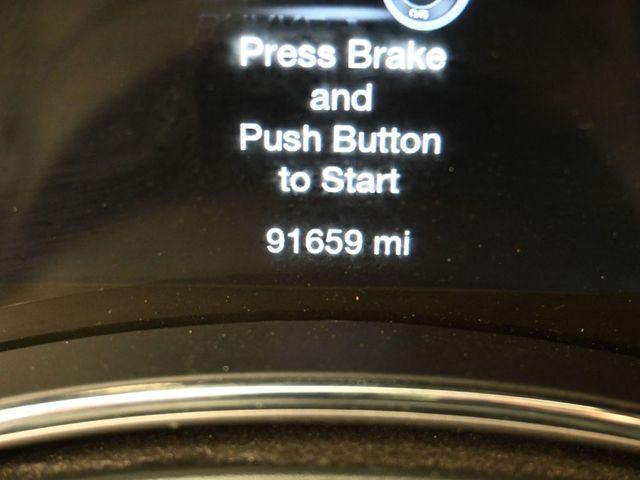 Press Brake
and
Push Button
to Start
91659 mi